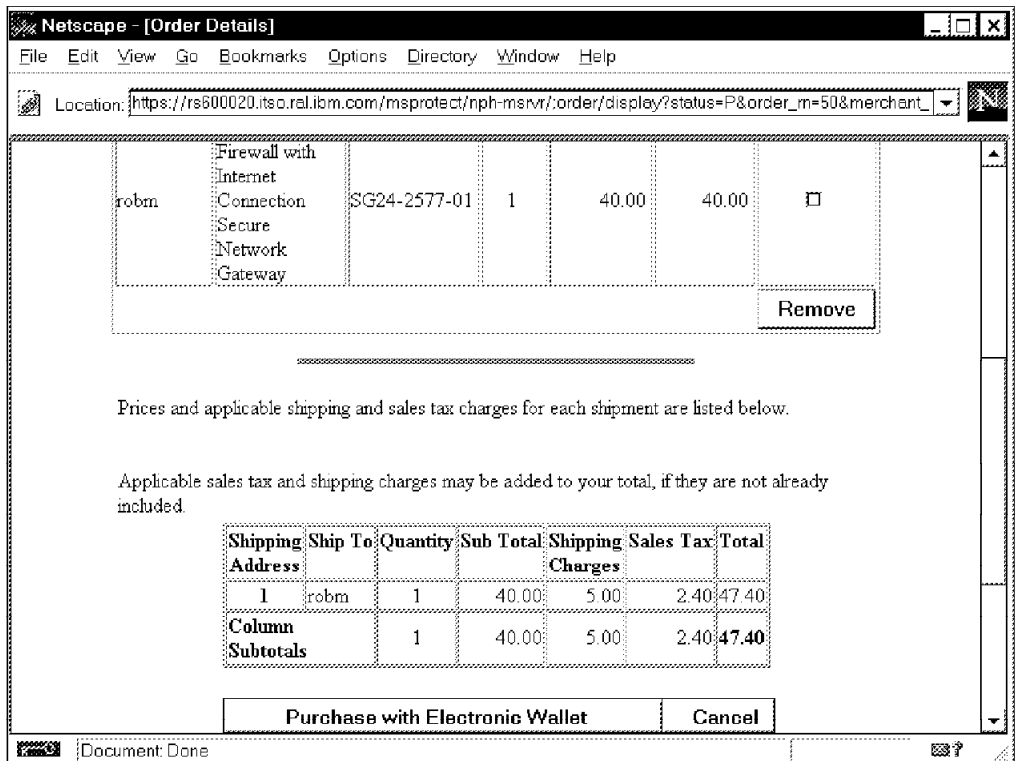 Netscape - [Order Details]
File Edit View Go Bookmarks Options Directory Window Help
Location: https://rs600020.itso.ral.ibm.com/msprotect/nph-msrvr/;order/display?status=P&order_rn=50&merchant_
N
Firewall with
Internet
robm Connection SG24-2577-01 1 40.00 40.00
Secure
Network
Gateway
Remove
Prices and applicable shipping and sales tax charges for each shipment are listed below.
Applicable sales tax and shipping charges may be added to your total, if they are not already
included.
Shipping Ship To Quantity Sub Total Shipping Sales Tax Total
Address Charges
1 robm 1 40.00 5.00 2.40 47.40
Column
Subtotals 1 40.00 5.00 2.40 47.40
Purchase with Electronic Wallet Cancel
Document: Done ?